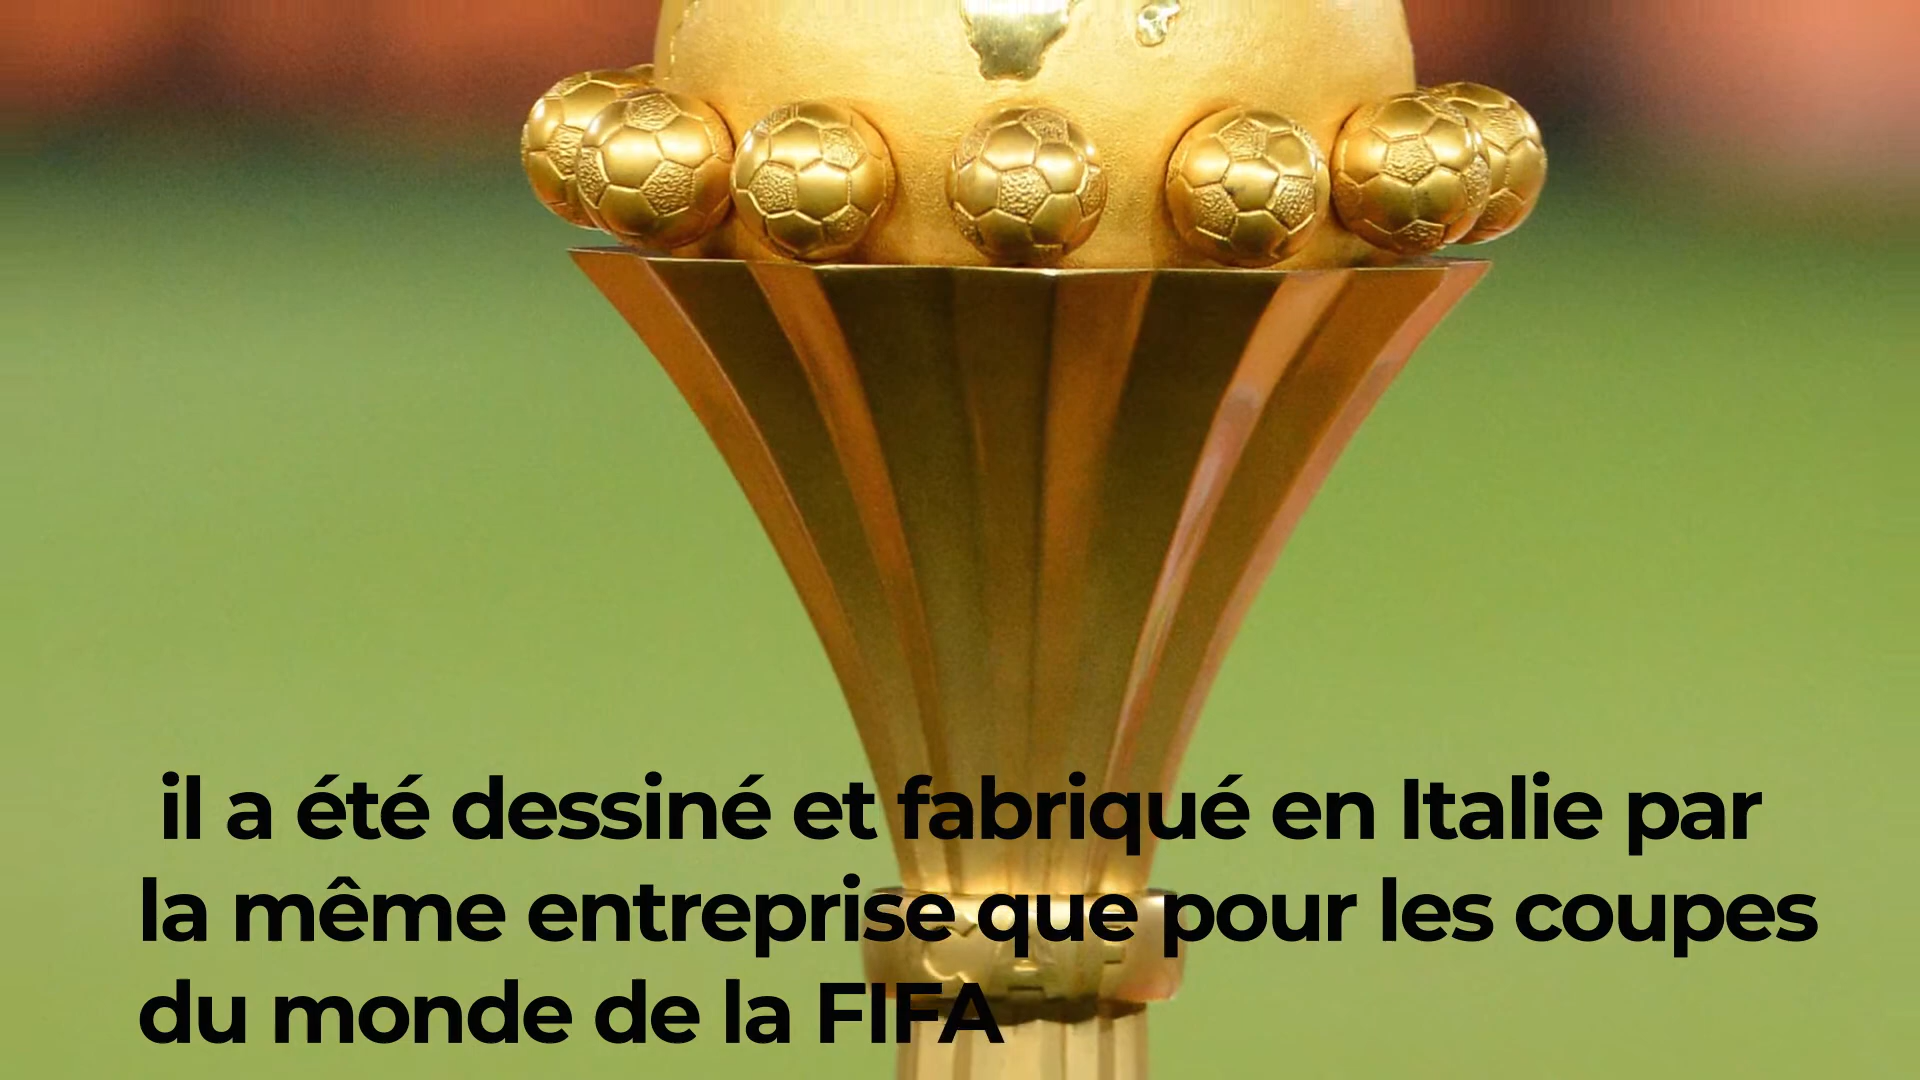 il a été dessiné et fabriqué en Italie par
la même entreprise que pour les coupes
du monde de la FIFA